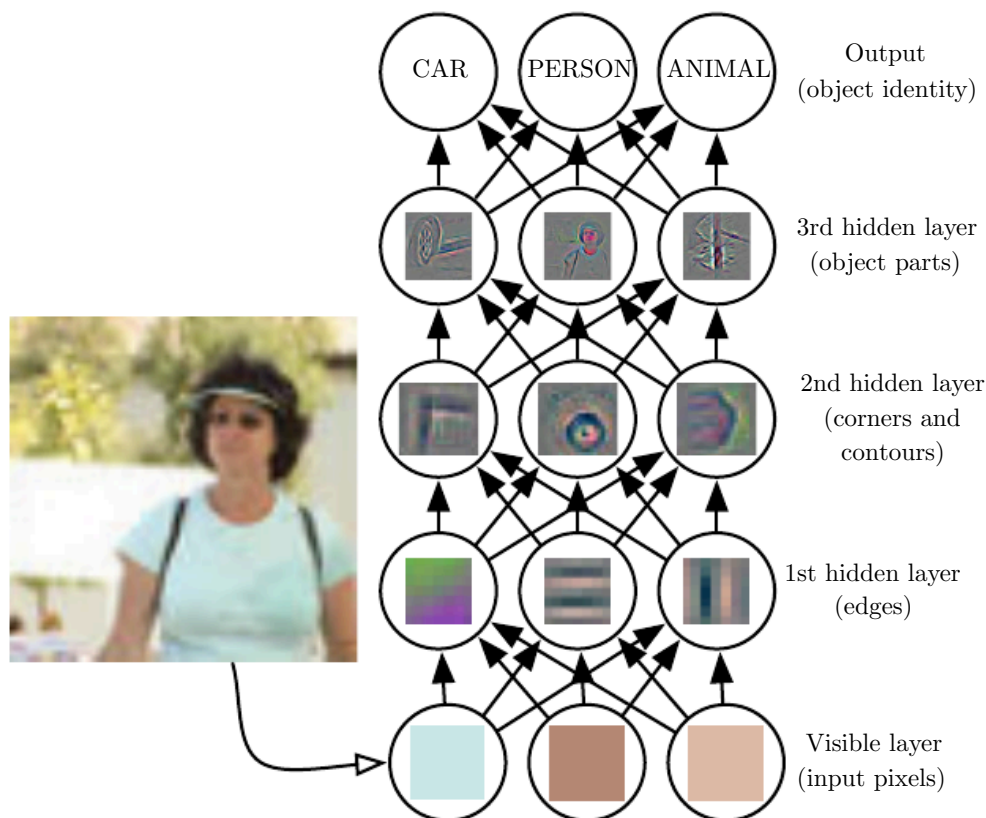 CAR PERSON ANIMAL
Output
(object identity)
3rd hidden layer
(object parts)
2nd hidden layer
(corners and
contours)
1st hidden layer
(edges)
Visible layer
(input pixels)